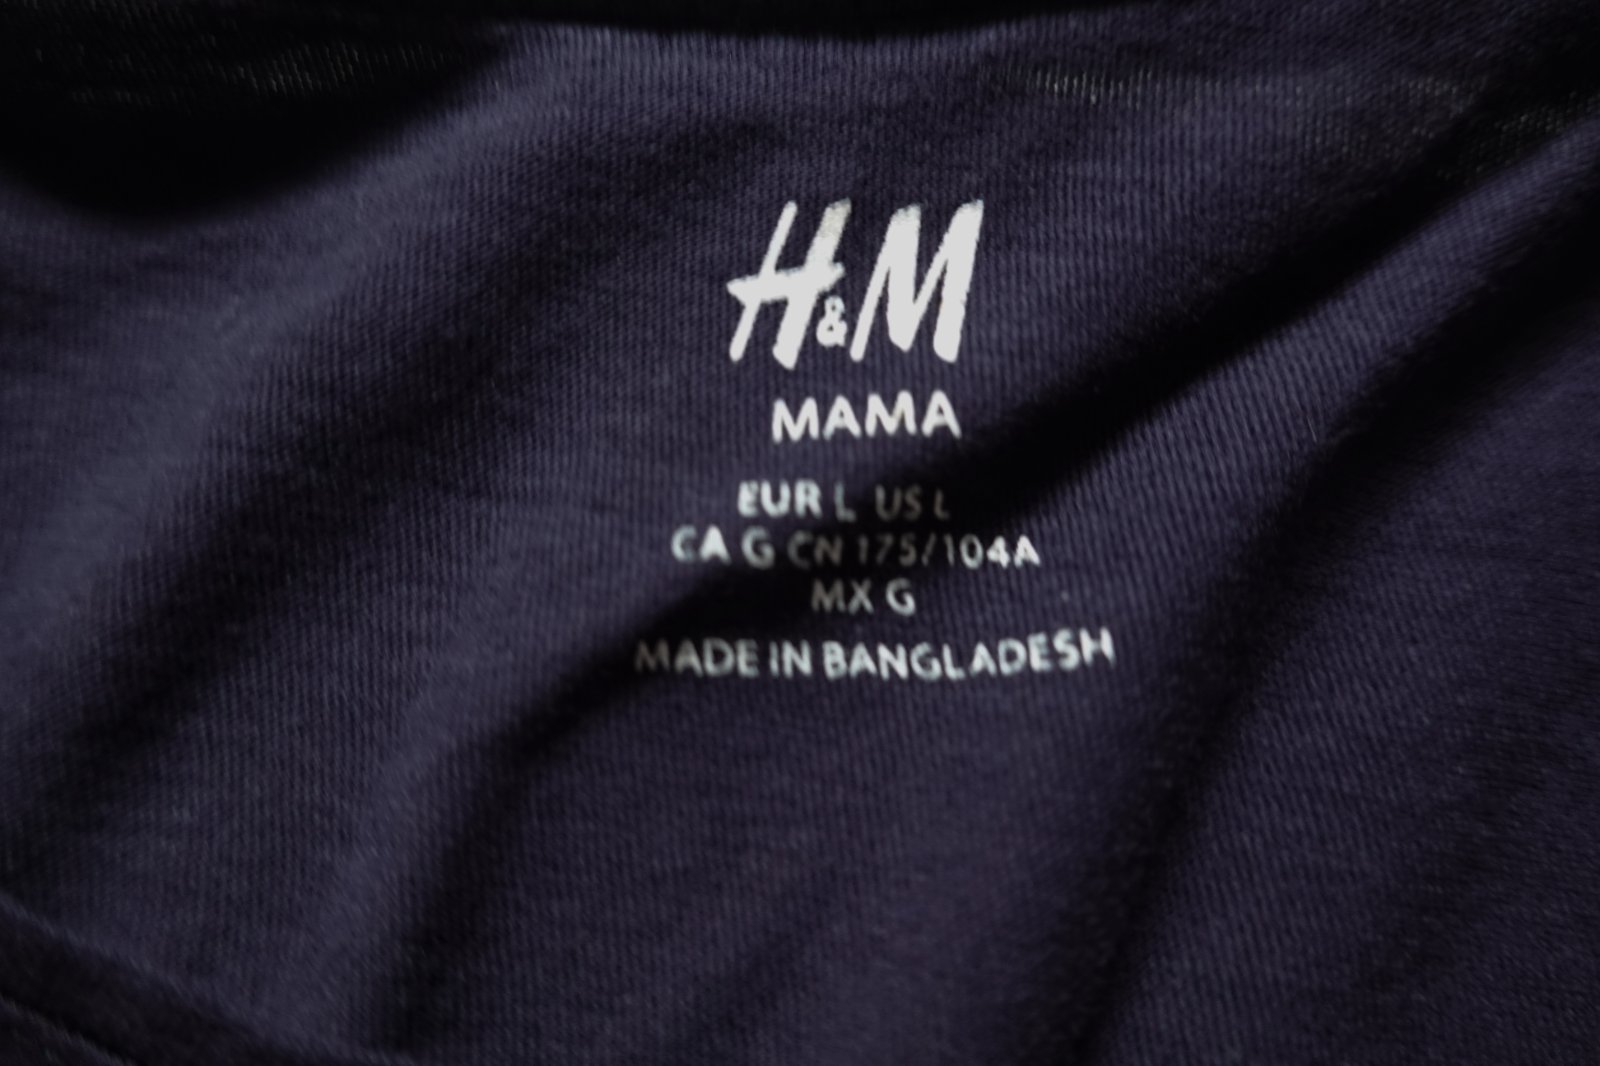 H&M
MAMA
EUR L US L
CA G CN 175/104A
MX G
MADE IN BANGLADESH